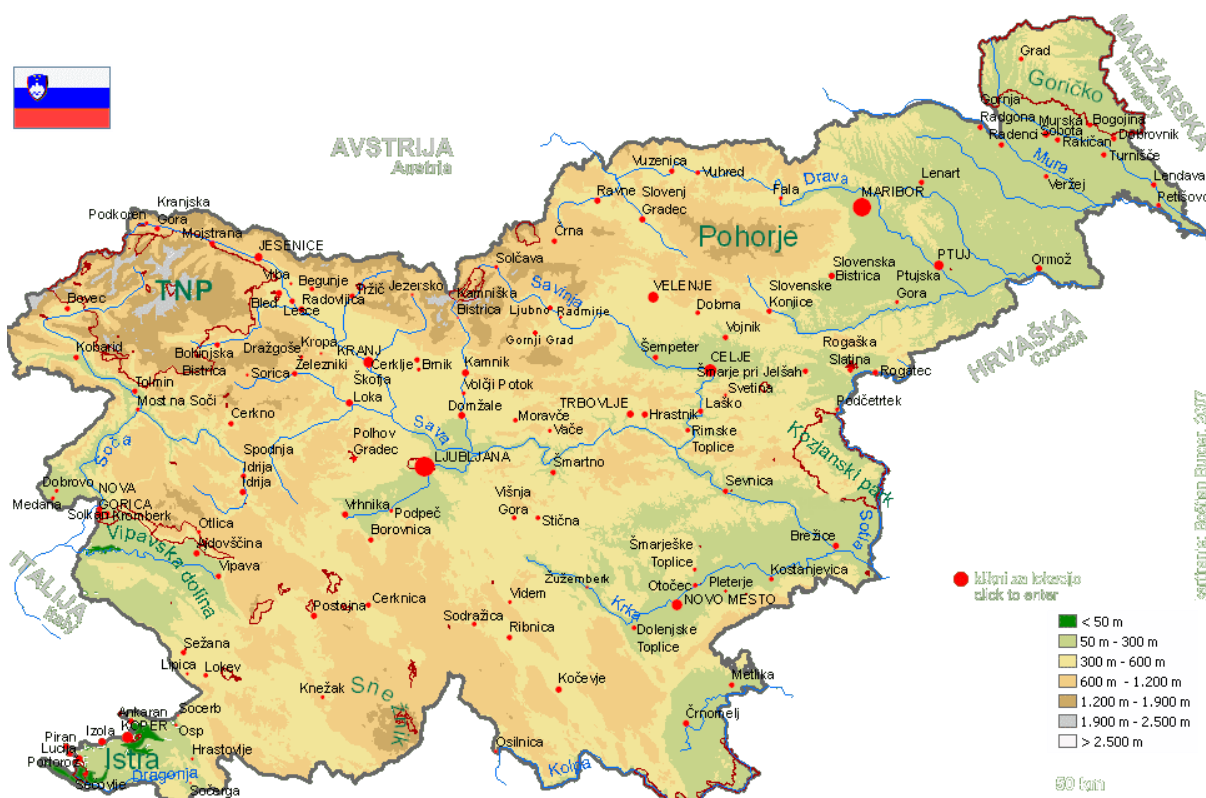 Grad
MADŽARSKA
Hungary
Goričko
Gornja
Radgona
Murska
Sobota
Bogojina
Radenci
Rakičan
Dobrovnik
Turnišče
AVSTRIJA
Austria
Vuzenica
Vuhred
Fala
Drava
Lenart
Mura
Veržej
Lendava
Petišovci
MARIBOR
Ravne
Slovenj
Gradec
Kranjska
Gora
Podkoren
Mojstrana
JESENICE
Črna
Pohorje
PTUJ
Ormož
Solčava
Slovenska
Bistrica
Ptujska
Gora
TNP
Vrba
Begunje
Tržič
Jezersko
Kamniška
Bistrica
Savinja
VELENJE
Slovenske
Konjice
Bovec
Bled
Radovljica
Lesce
Ljubno
Radmirje
Dobrna
Vojnik
Gornji Grad
HRVAŠKA
Croatia
Kobarid
Bohinjska
Bistrica
Dražgoše
Kropa
KRANJ
Šempeter
CELJE
Rogaška
Slatina
Rogatec
Sorica
Železniki
Cerklje
Brnik
Kamnik
Šmarje pri Jelšah
Svetina
Tolmin
Most na Soči
Škofja
Loka
Volčji Potok
Domžale
Moravče
Vače
TRBOVLJE
Hrastnik
Laško
Podčetrtek
Cerkno
Rimske
Toplice
Kozjanski park
Soča
Spodnja
Idrija
Idrija
Polhov
Gradec
Sava
LJUBLJANA
Šmartno
Sevnica
Dobrovo
Medana
NOVA
GORICA
Solkan
Kromberk
Vrhnika
Podpeč
Borovnica
Višnja
Gora
Stična
Sotla
Otlica
Ajdovščina
Vipavska dolina
Vipava
Brežice
ITALIJA
Italy
Šmarješke
Toplice
Otočec
Pleterje
Kostanjevica
klikni za lokacijo
click to enter
Žužemberk
Krka
NOVO MESTO
Postojna
Cerknica
Videm
Sodražica
Ribnica
Dolenjske
Toplice
< 50 m
50 m - 300 m
300 m - 600 m
600 m - 1.200 m
1.200 m - 1.900 m
1.900 m - 2.500 m
> 2.500 m
Sežana
Lipica
Lokev
Knežak
Snežnik
Kočevje
Metlika
Črnomelj
Ankaran
Socerb
KOPER
Izola
Osp
Piran
Lucija
Portorož
Istra
Hrastovlje
Sečovlje
Dragonja
Sočerga
Osilnica
Kolpa
50 km